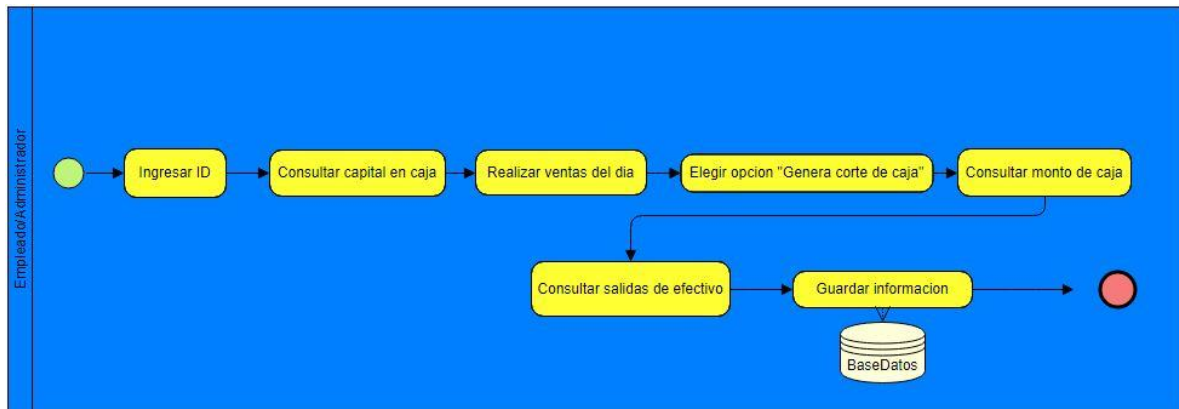 Empleado/Administrador
Ingresar ID
Consultar capital en caja
Realizar ventas del dia
Elegir opcion "Genera corte de caja"
Consultar monto de caja
Consultar salidas de efectivo
Guardar informacion
BaseDatos